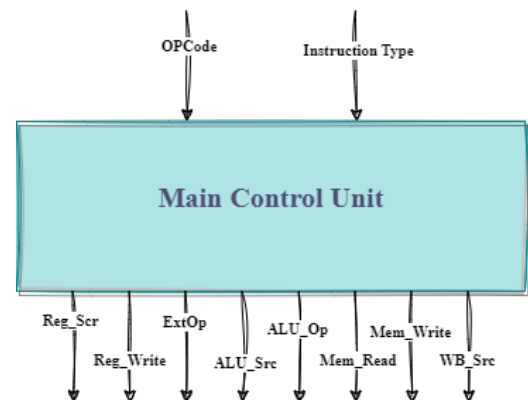 OPCode
Instruction Type
Main Control Unit
Reg_Scr
ExtOp
ALU_Op
Mem_Write
Reg_Write
ALU_Src
Mem_Read
WB_Src